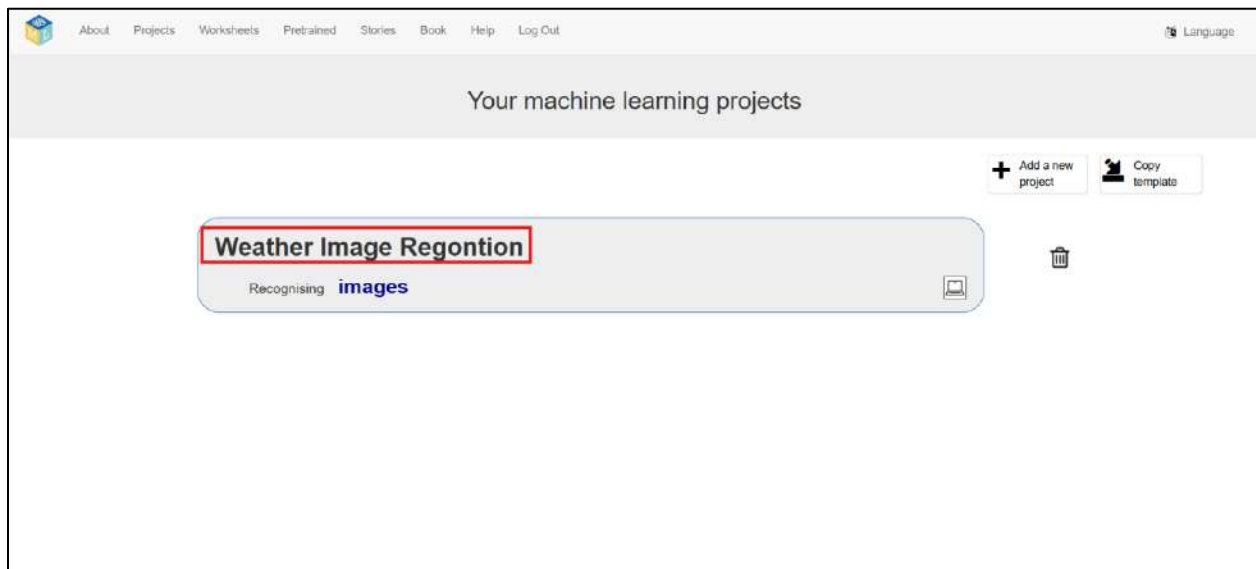 About Projects Worksheets Pretrained Stories Book Help Log Out Language
Your machine learning projects
Add a new
project
Copy
template
Weather Image Regontion
Recognising images